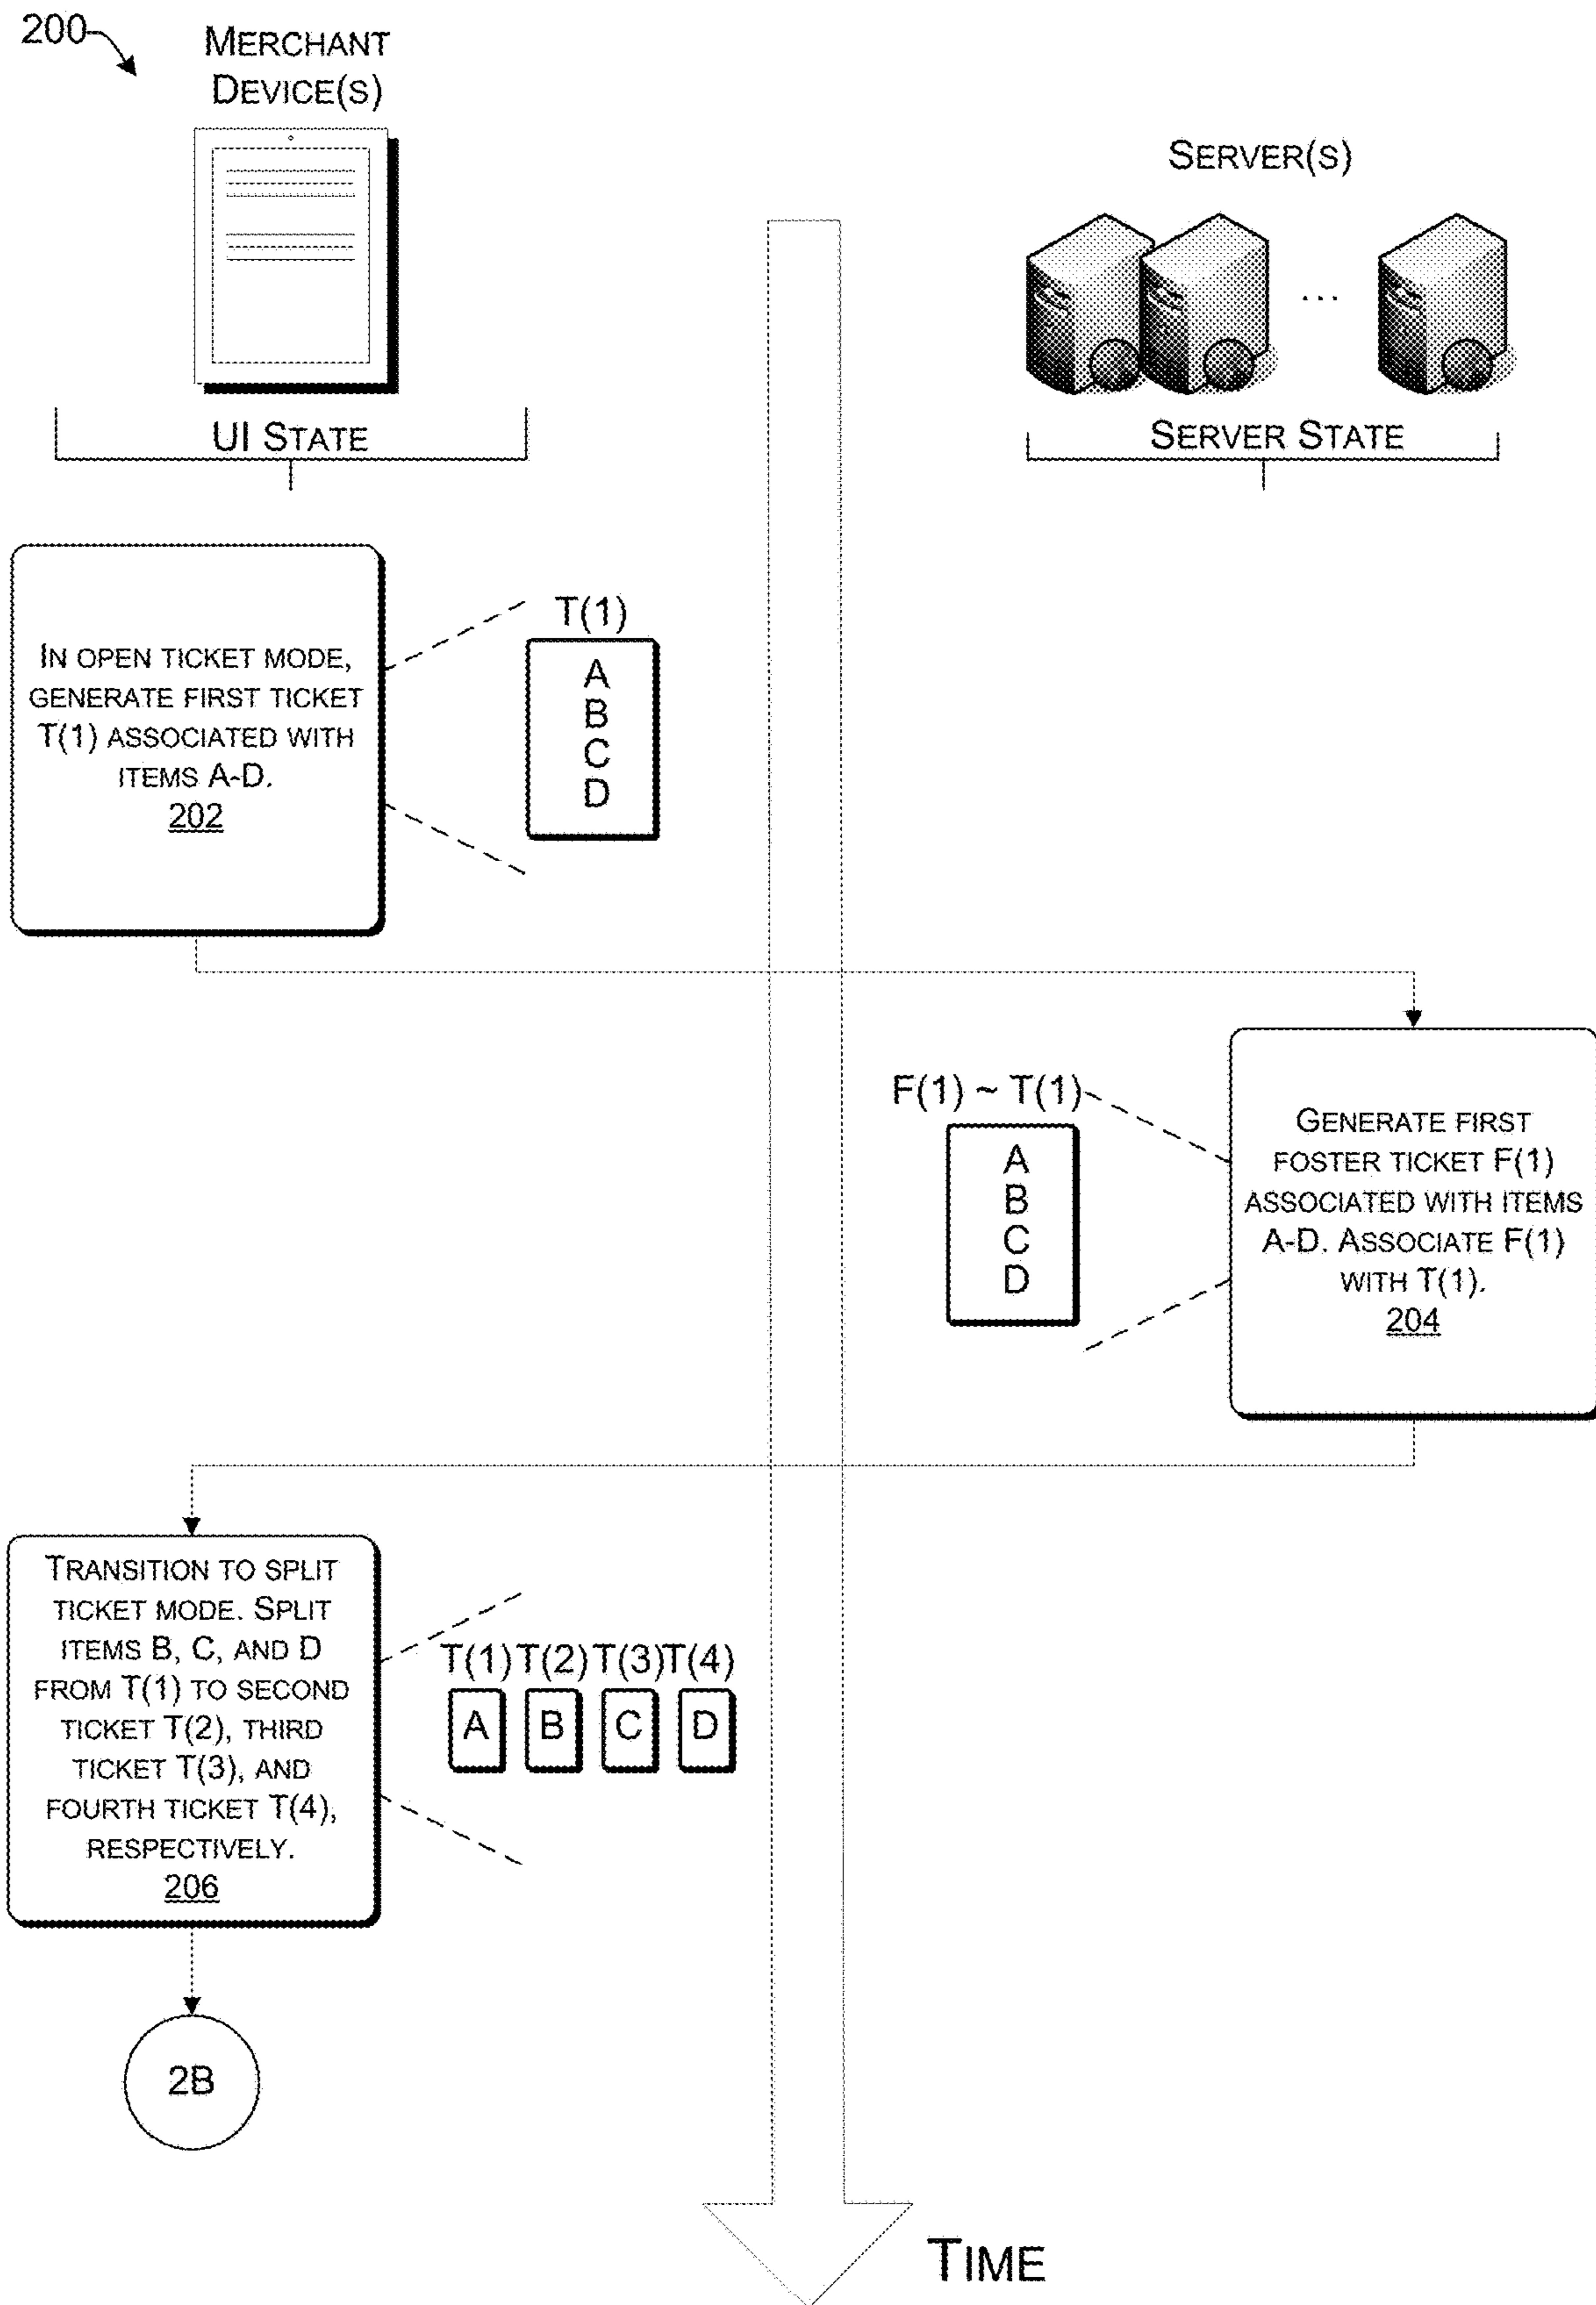 200
MERCHANT
DEVICE(S)
SERVER(S)
...
UI STATE
SERVER STATE
IN OPEN TICKET MODE,
GENERATE FIRST TICKET
T(1) ASSOCIATED WITH
ITEMS A-D.
202
T(1)
A
B
C
D
F(1) ~ T(1)
A
B
C
D
GENERATE FIRST
FOSTER TICKET F(1)
ASSOCIATED WITH ITEMS
A-D. ASSOCIATE F(1)
WITH T(1).
204
TRANSITION TO SPLIT
TICKET MODE. SPLIT
ITEMS B, C, AND D
FROM T(1) TO SECOND
TICKET T(2), THIRD
TICKET T(3), AND
FOURTH TICKET T(4),
RESPECTIVELY.
206
T(1) T(2) T(3) T(4)
A B C D
2B
TIME